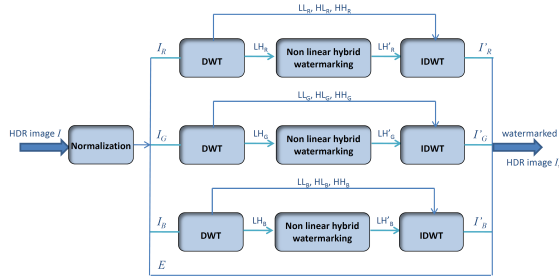 LL_R, HL_R, HH_R
I_R
DWT
LH_R
Non linear hybrid
watermarking
LH'_R
IDWT
I'_R
LL_G, HL_G, HH_G
HDR image I
Normalization
I_G
DWT
LH_G
Non linear hybrid
watermarking
LH'_G
IDWT
I'_G
watermarked
HDR image I
LL_B, HL_B, HH_B
I_B
DWT
LH_B
Non linear hybrid
watermarking
LH'_B
IDWT
I'_B
E